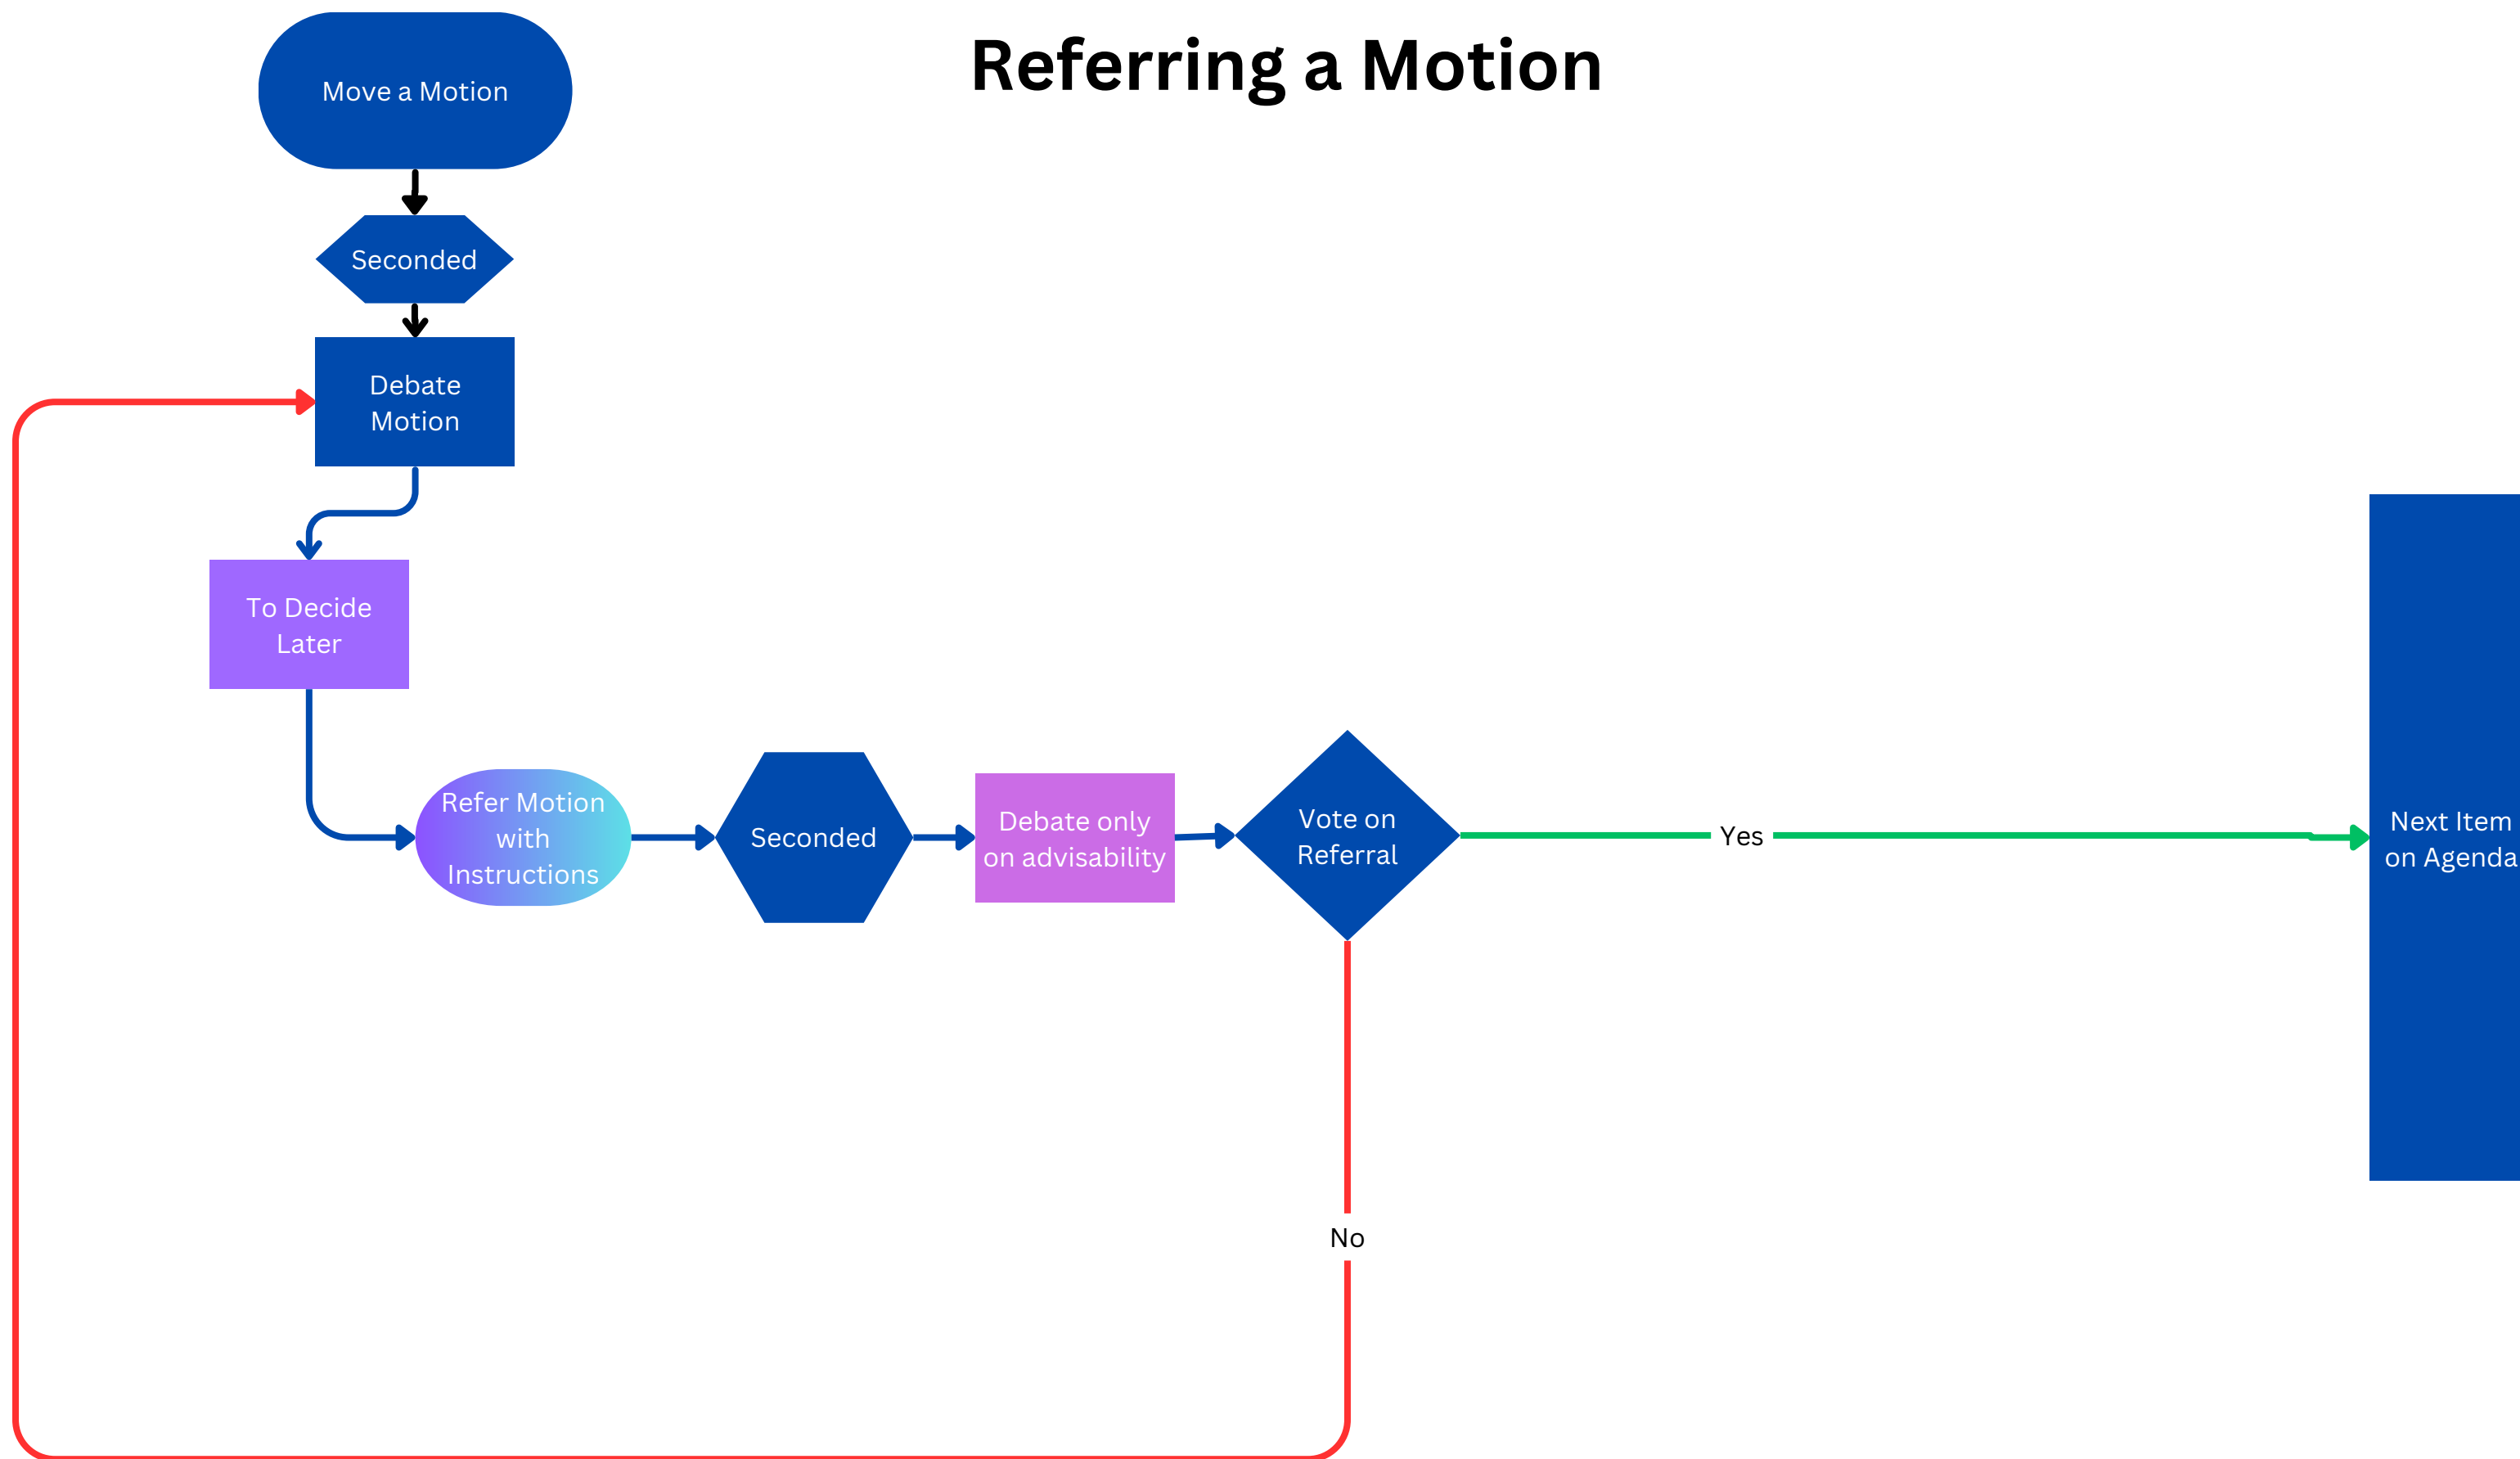 Referring a Motion
Move a Motion
Seconded
Debate
Motion
To Decide
Later
Refer Motion
with
Instructions
Seconded
Debate only
on advisability
Vote on
Referral
Yes
Next Item
on Agenda
No